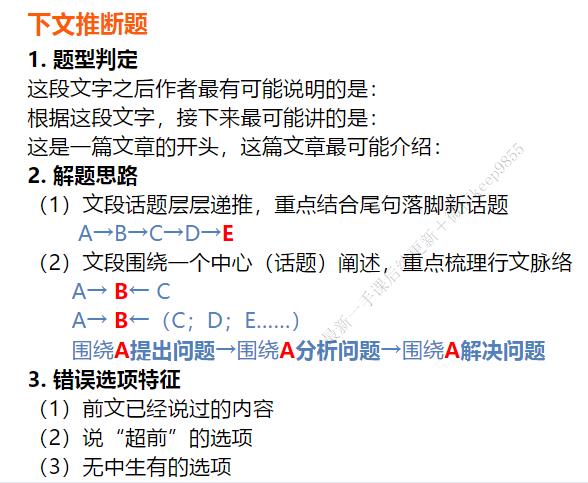 下文推断题
1. 题型判定
这段文字之后作者最有可能说明的是：
根据这段文字，接下来最可能讲的是：
这是一篇文章的开头，这篇文章最可能介绍：
2. 解题思路
（1）文段话题层层递推，重点结合尾句落脚新话题
A→B→C→D→E
（2）文段围绕一个中心（话题）阐述，重点梳理行文脉络
A→ B← C
A→ B←（C；D；E……）
围绕A提出问题→围绕A分析问题→围绕A解决问题
3. 错误选项特征
（1）前文已经说过的内容
（2）说“超前”的选项
（3）无中生有的选项